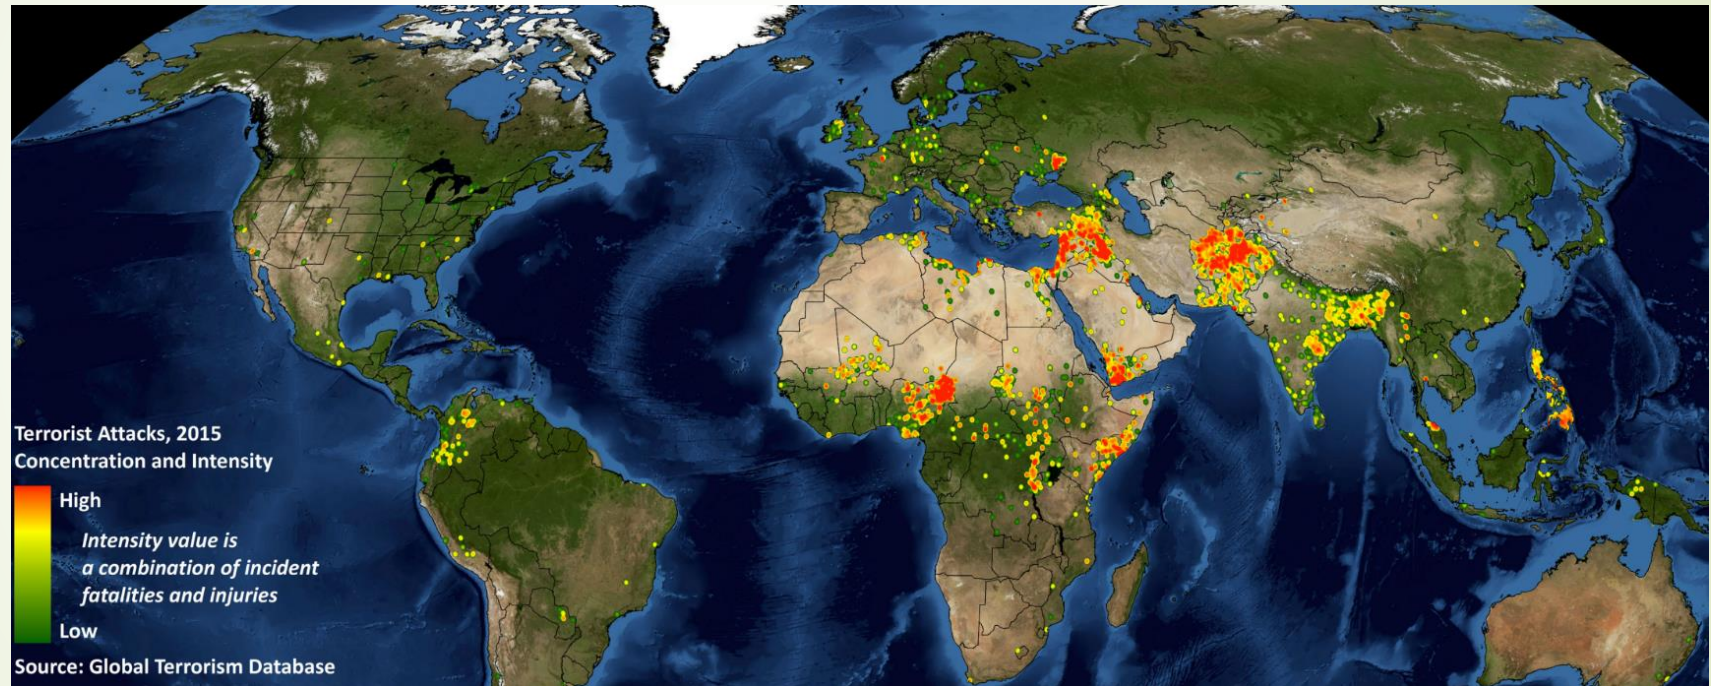 Terrorist Attacks, 2015
Concentration and Intensity
High
Intensity value is
a combination of incident
fatalities and injuries
Low
Source: Global Terrorism Database